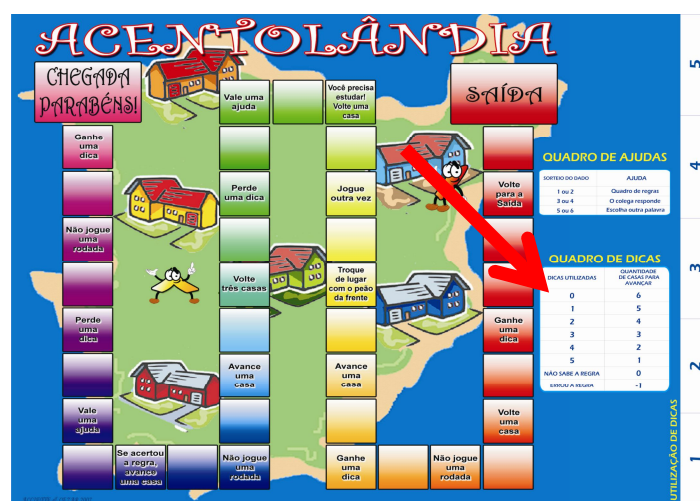 ACENTOLÂNDIA
CHEGADA
PARABÉNS!
SAÍDA
Vale uma
ajuda
Você precisa
estudar!
Volte uma
casa
Ganhe
uma
dica
Perde
uma dica
Jogue
outra vez
Volte
para a
Saída
Não jogue
uma
rodada
Volte
três casas
Troque
de lugar
com o peão
da frente
Perde
uma
dica
Ganhe
uma
dica
Avance
uma
casa
Avance
uma
casa
Vale
uma
ajuda
Volte
uma
casa
Se acertou
a regra,
avance
uma casa
Não jogue
uma
rodada
Ganhe
uma
dica
Não jogue
uma
rodada
QUADRO DE AJUDAS
SORTEIO DO DADO AJUDA
1 ou 2 Quadro de regras
3 ou 4 O colega responde
5 ou 6 Escolha outra palavra
QUADRO DE DICAS
DICAS UTILIZADAS QUANTIDADE
DE CASAS PARA
AVANÇAR
0 6
1 5
2 4
3 3
4 2
5 1
NÃO SABE A REGRA 0
ERROU A REGRA -1
UTILIZAÇÃO DE DICAS
5
4
3
2
1